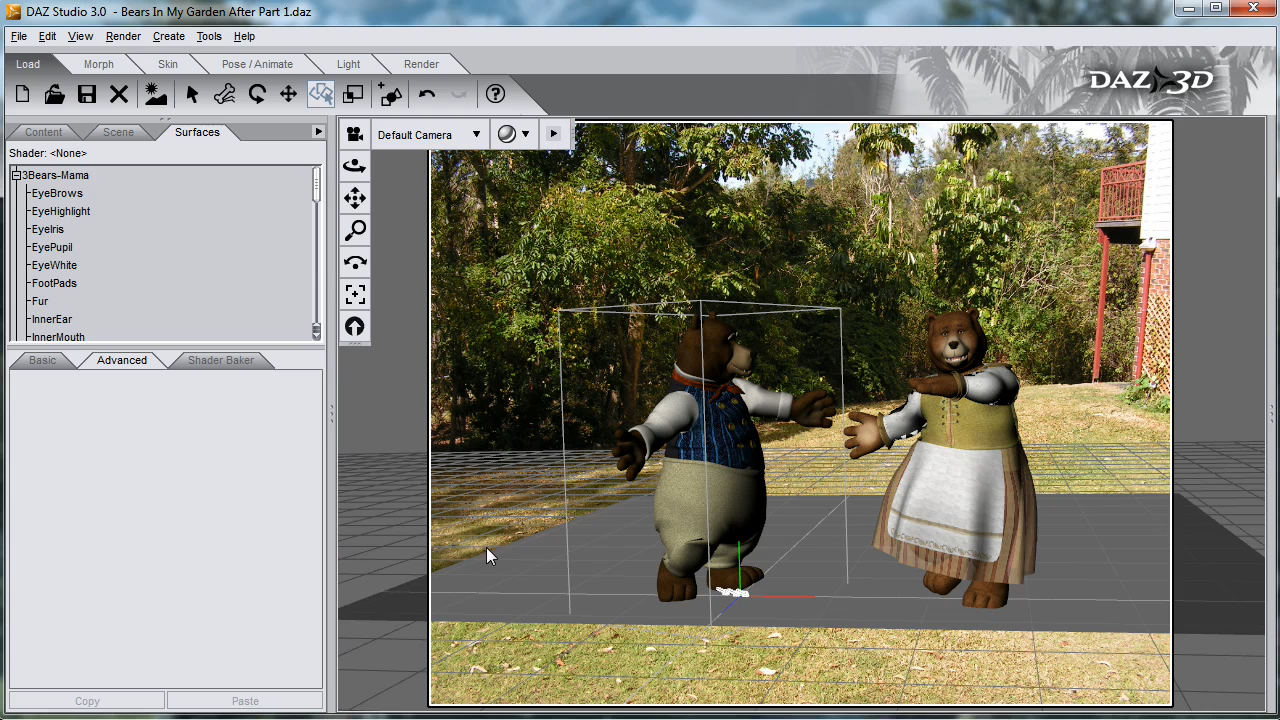 DAZ Studio 3.0 - Bears In My Garden After Part 1.daz
File Edit View Render Create Tools Help
Load Morph Skin Pose / Animate Light Render
DAZ 3D
Content Scene Surfaces
Default Camera
Shader: <None>
3Bears-Mama
EyeBrows
EyeHighlight
EyeIris
EyePupil
EyeWhite
FootPads
Fur
InnerEar
InnerMouth
Basic Advanced Shader Baker
Copy Paste